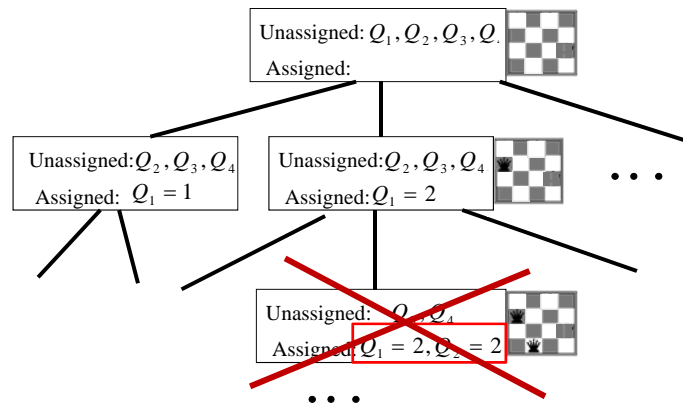 Unassigned: Q₁, Q₂, Q₃, Q
Assigned:
Unassigned: Q₂, Q₃, Q₄
Assigned: Q₁ = 1
Unassigned: Q₂, Q₃, Q₄
Assigned: Q₁ = 2
• • •
Unassigned: Q , Q₄
Assigned: Q₁ = 2, Q₂ = 2
• • •